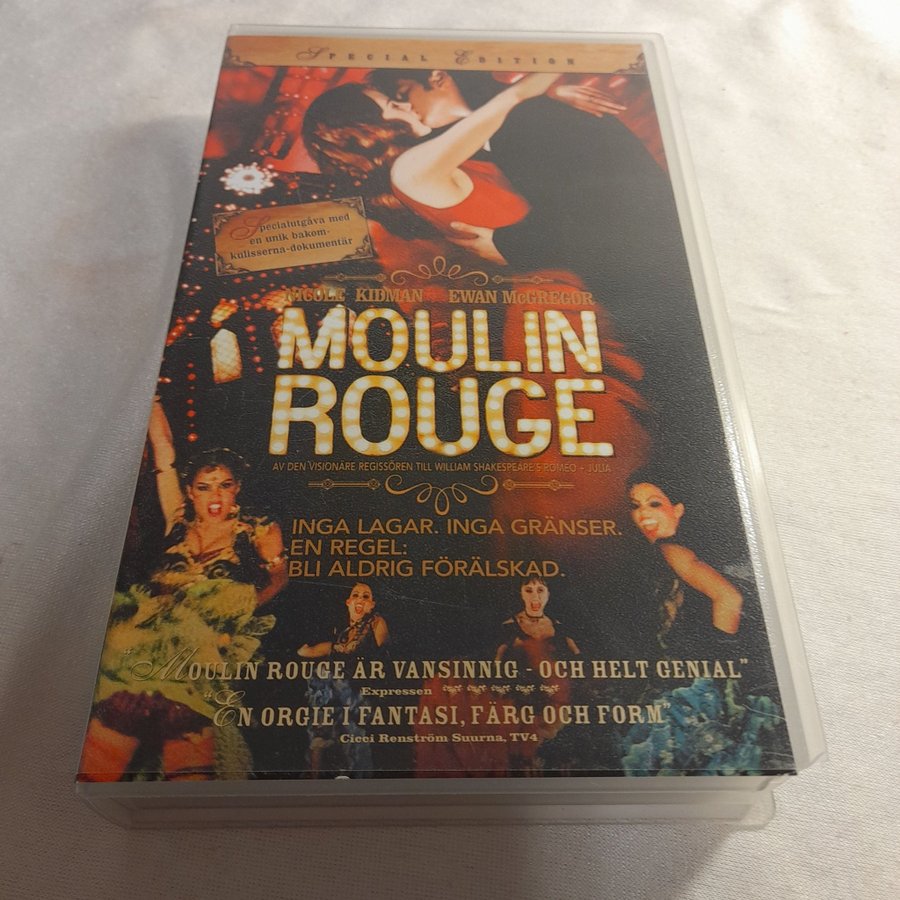 SPECIAL EDITION
Specialutgåva med
en unik bakom-
kulisserna-dokumentär
NICOLE KIDMAN EWAN McGREGOR
MOULIN
ROUGE
AV DEN VISIONÄRE REGISSÖREN TILL WILLIAM SHAKESPEARE'S ROMEO + JULIA
INGA LAGAR. INGA GRÄNSER.
EN REGEL:
BLI ALDRIG FÖRÄLSKAD.
"MOULIN ROUGE ÄR VANSINNIG - OCH HELT GENIAL"
Expressen
"EN ORGIE I FANTASI, FÄRG OCH FORM"
Cicci Renström Suurna, TV4